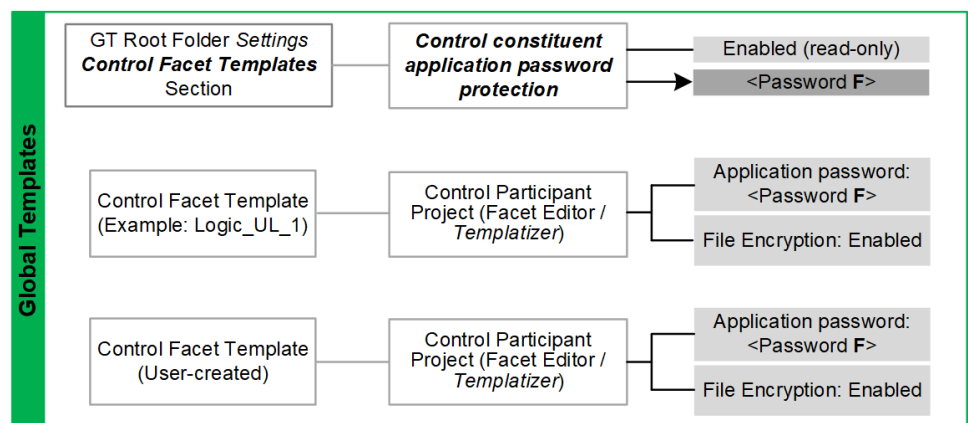 Global Templates
GT Root Folder Settings
Control Facet Templates
Section
Control constituent
application password
protection
Enabled (read-only)
<Password F>
Control Facet Template
(Example: Logic_UL_1)
Control Participant
Project (Facet Editor /
Templatizer)
Application password:
<Password F>
File Encryption: Enabled
Control Facet Template
(User-created)
Control Participant
Project (Facet Editor /
Templatizer)
Application password:
<Password F>
File Encryption: Enabled